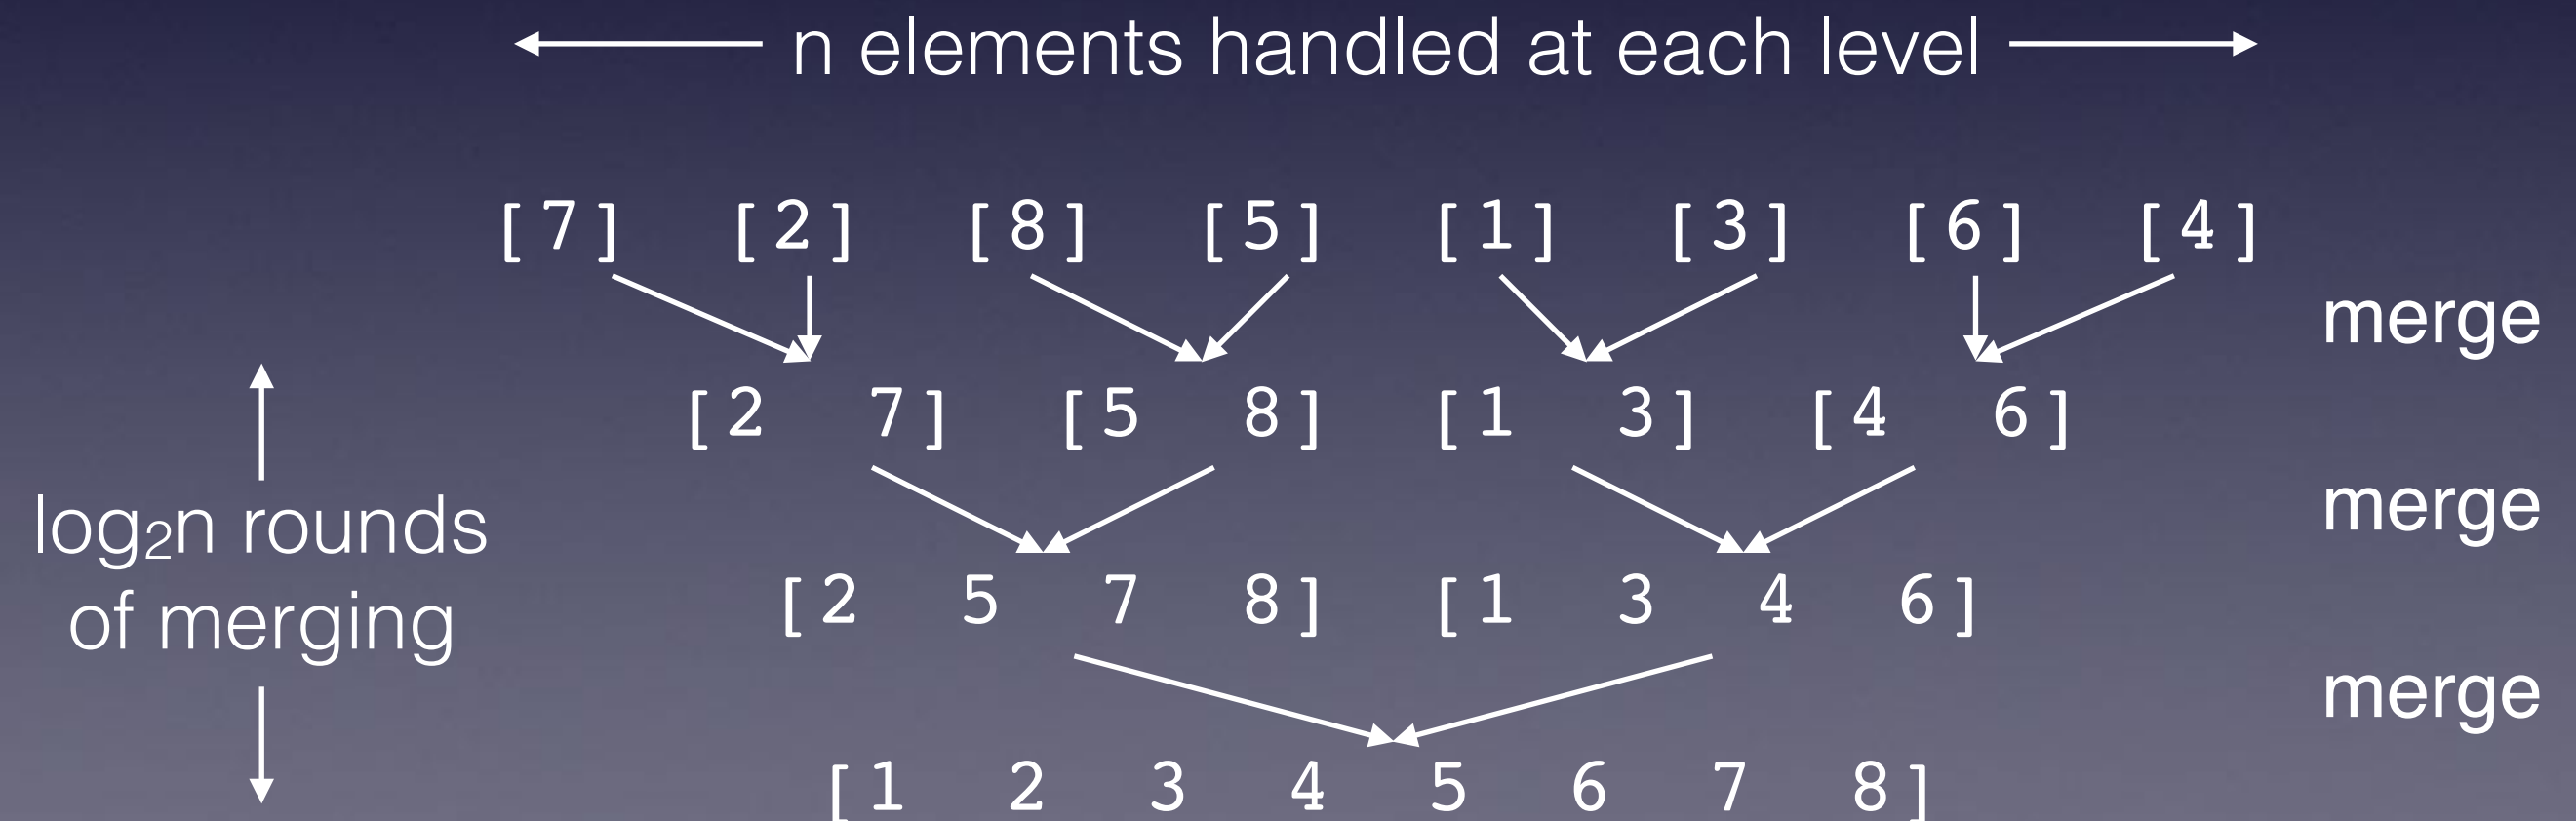 n elements handled at each level
[ 7 ] [ 2 ] [ 8 ] [ 5 ] [ 1 ] [ 3 ] [ 6 ] [ 4 ]
merge
[ 2 7 ] [ 5 8 ] [ 1 3 ] [ 4 6 ]
merge
log₂n rounds
of merging
[ 2 5 7 8 ] [ 1 3 4 6 ]
merge
[ 1 2 3 4 5 6 7 8 ]